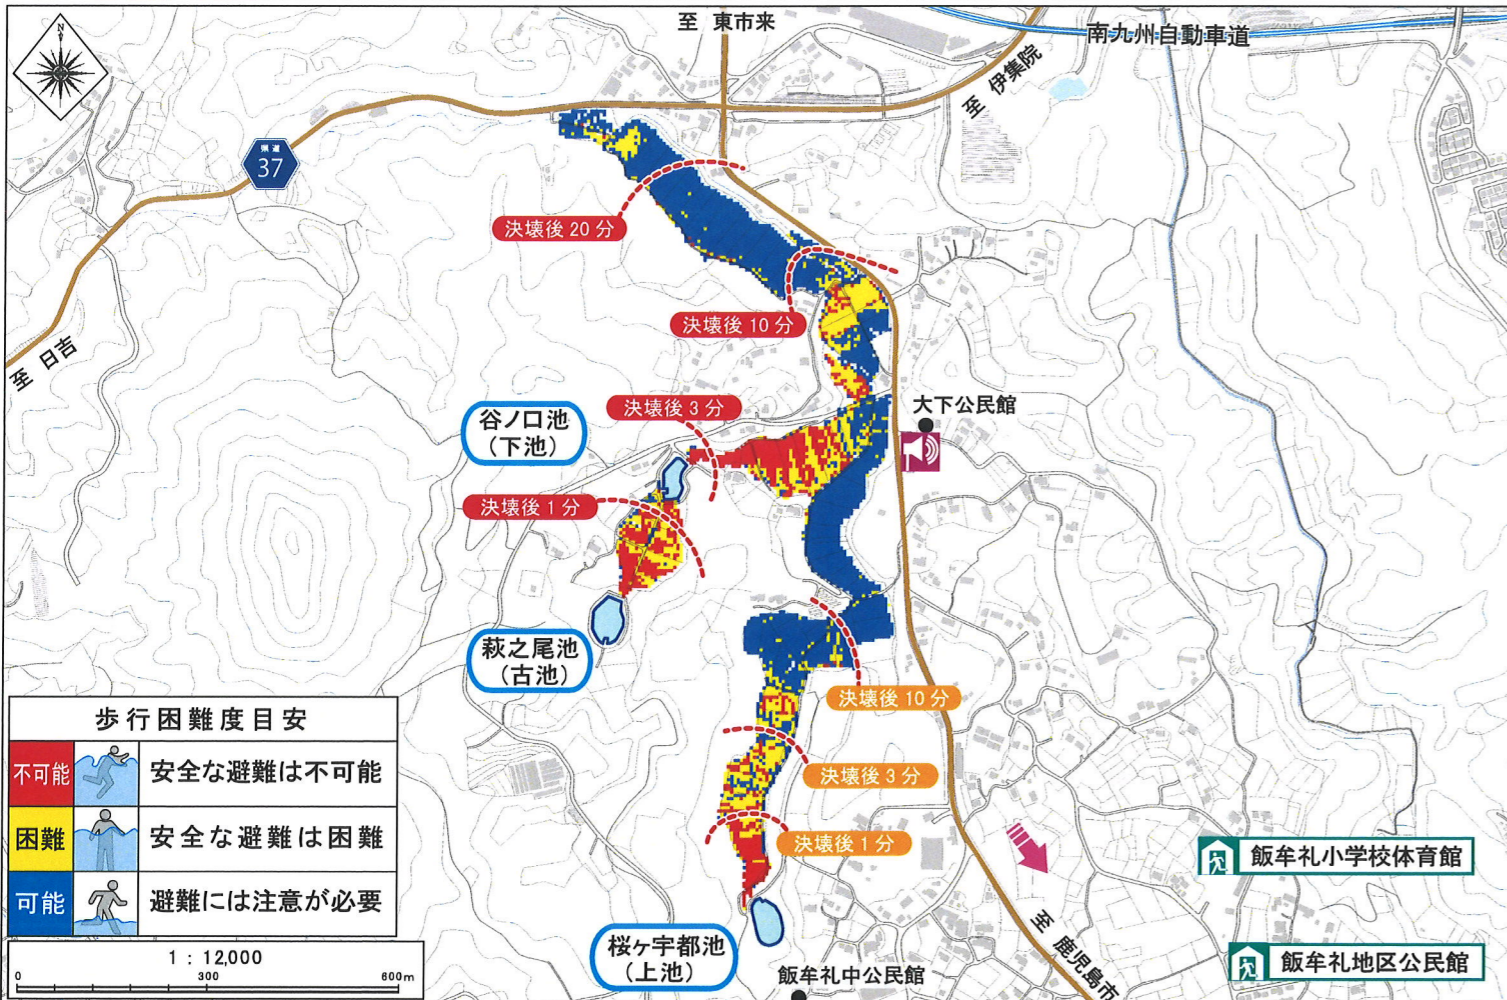 N
至 東市来
南九州自動車道
至 伊集院
県道
37
決壊後 20 分
決壊後 10 分
至 日吉
大下公民館
決壊後 3 分
谷ノ口池
(下池)
決壊後 1 分
萩之尾池
(古池)
決壊後 10 分
決壊後 3 分
決壊後 1 分
歩行困難度目安
不可能
安全な避難は不可能
困難
安全な避難は困難
可能
避難には注意が必要
1 : 12,000
0 300 600m
桜ヶ宇都池
(上池)
飯牟礼中公民館
至 鹿児島市
飯牟礼小学校体育館
飯牟礼地区公民館